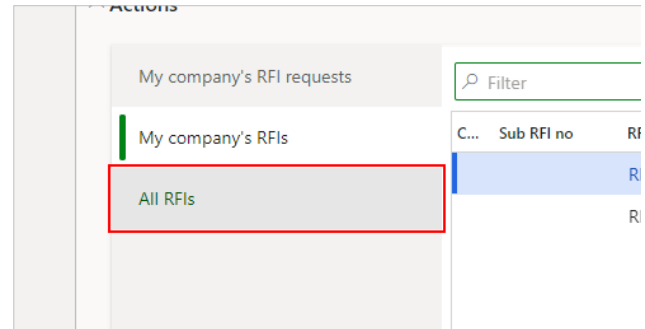 Actions
My company's RFI requests
Filter
My company's RFIs
C... Sub RFI no
All RFIs